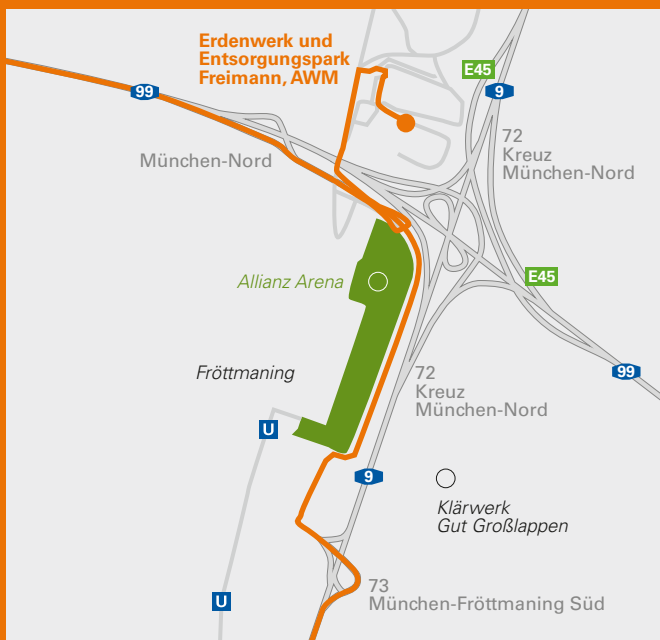 Erdenwerk und
Entsorgungspark
Freimann, AWM
E45
99
9
72
Kreuz
München-Nord
München-Nord
E45
Allianz Arena
Fröttmaning
72
Kreuz
München-Nord
99
U
9
Klärwerk
Gut Großlappen
73
München-Fröttmaning Süd
U